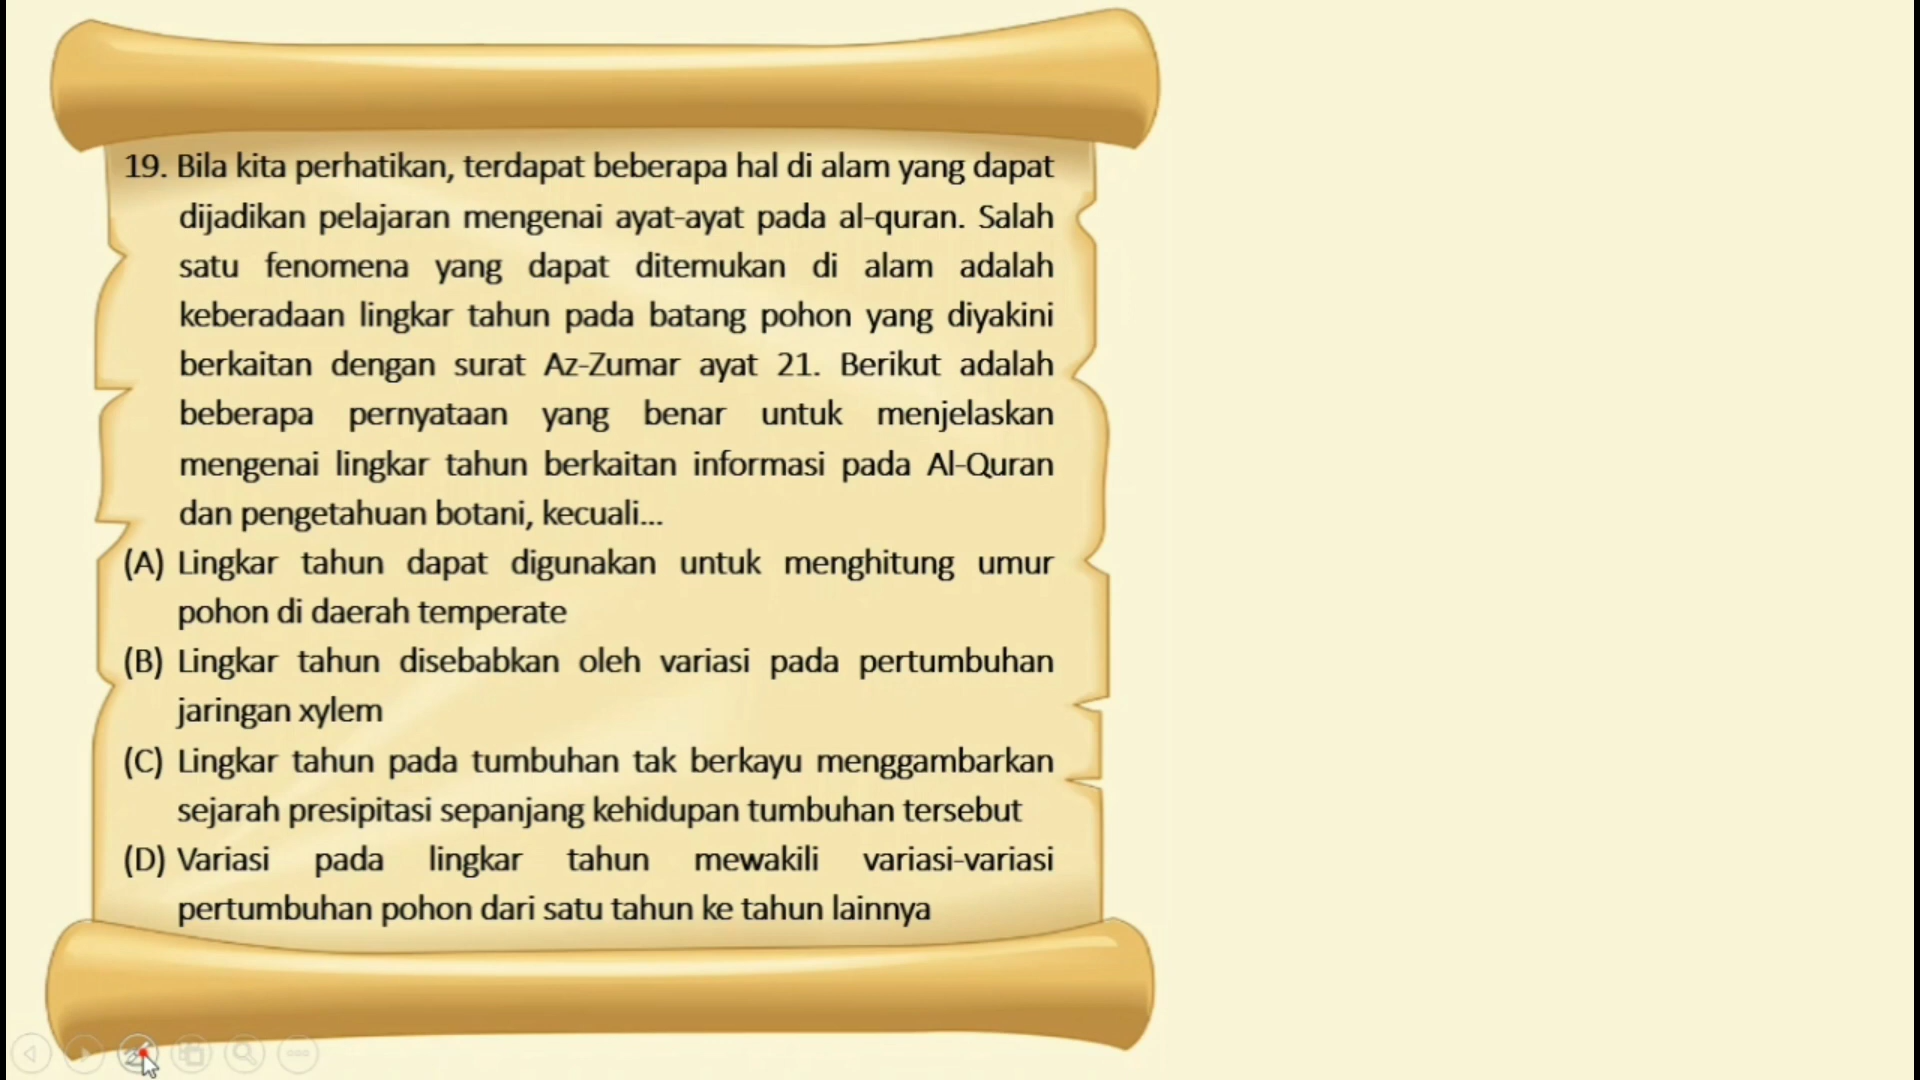 19. Bila kita perhatikan, terdapat beberapa hal di alam yang dapat
dijadikan pelajaran mengenai ayat-ayat pada al-quran. Salah
satu fenomena yang dapat ditemukan di alam adalah
keberadaan lingkar tahun pada batang pohon yang diyakini
berkaitan dengan surat Az-Zumar ayat 21. Berikut adalah
beberapa pernyataan yang benar untuk menjelaskan
mengenai lingkar tahun berkaitan informasi pada Al-Quran
dan pengetahuan botani, kecuali...
(A) Lingkar tahun dapat digunakan untuk menghitung umur
pohon di daerah temperate
(B) Lingkar tahun disebabkan oleh variasi pada pertumbuhan
jaringan xylem
(C) Lingkar tahun pada tumbuhan tak berkayu menggambarkan
sejarah presipitasi sepanjang kehidupan tumbuhan tersebut
(D) Variasi pada lingkar tahun mewakili variasi-variasi
pertumbuhan pohon dari satu tahun ke tahun lainnya